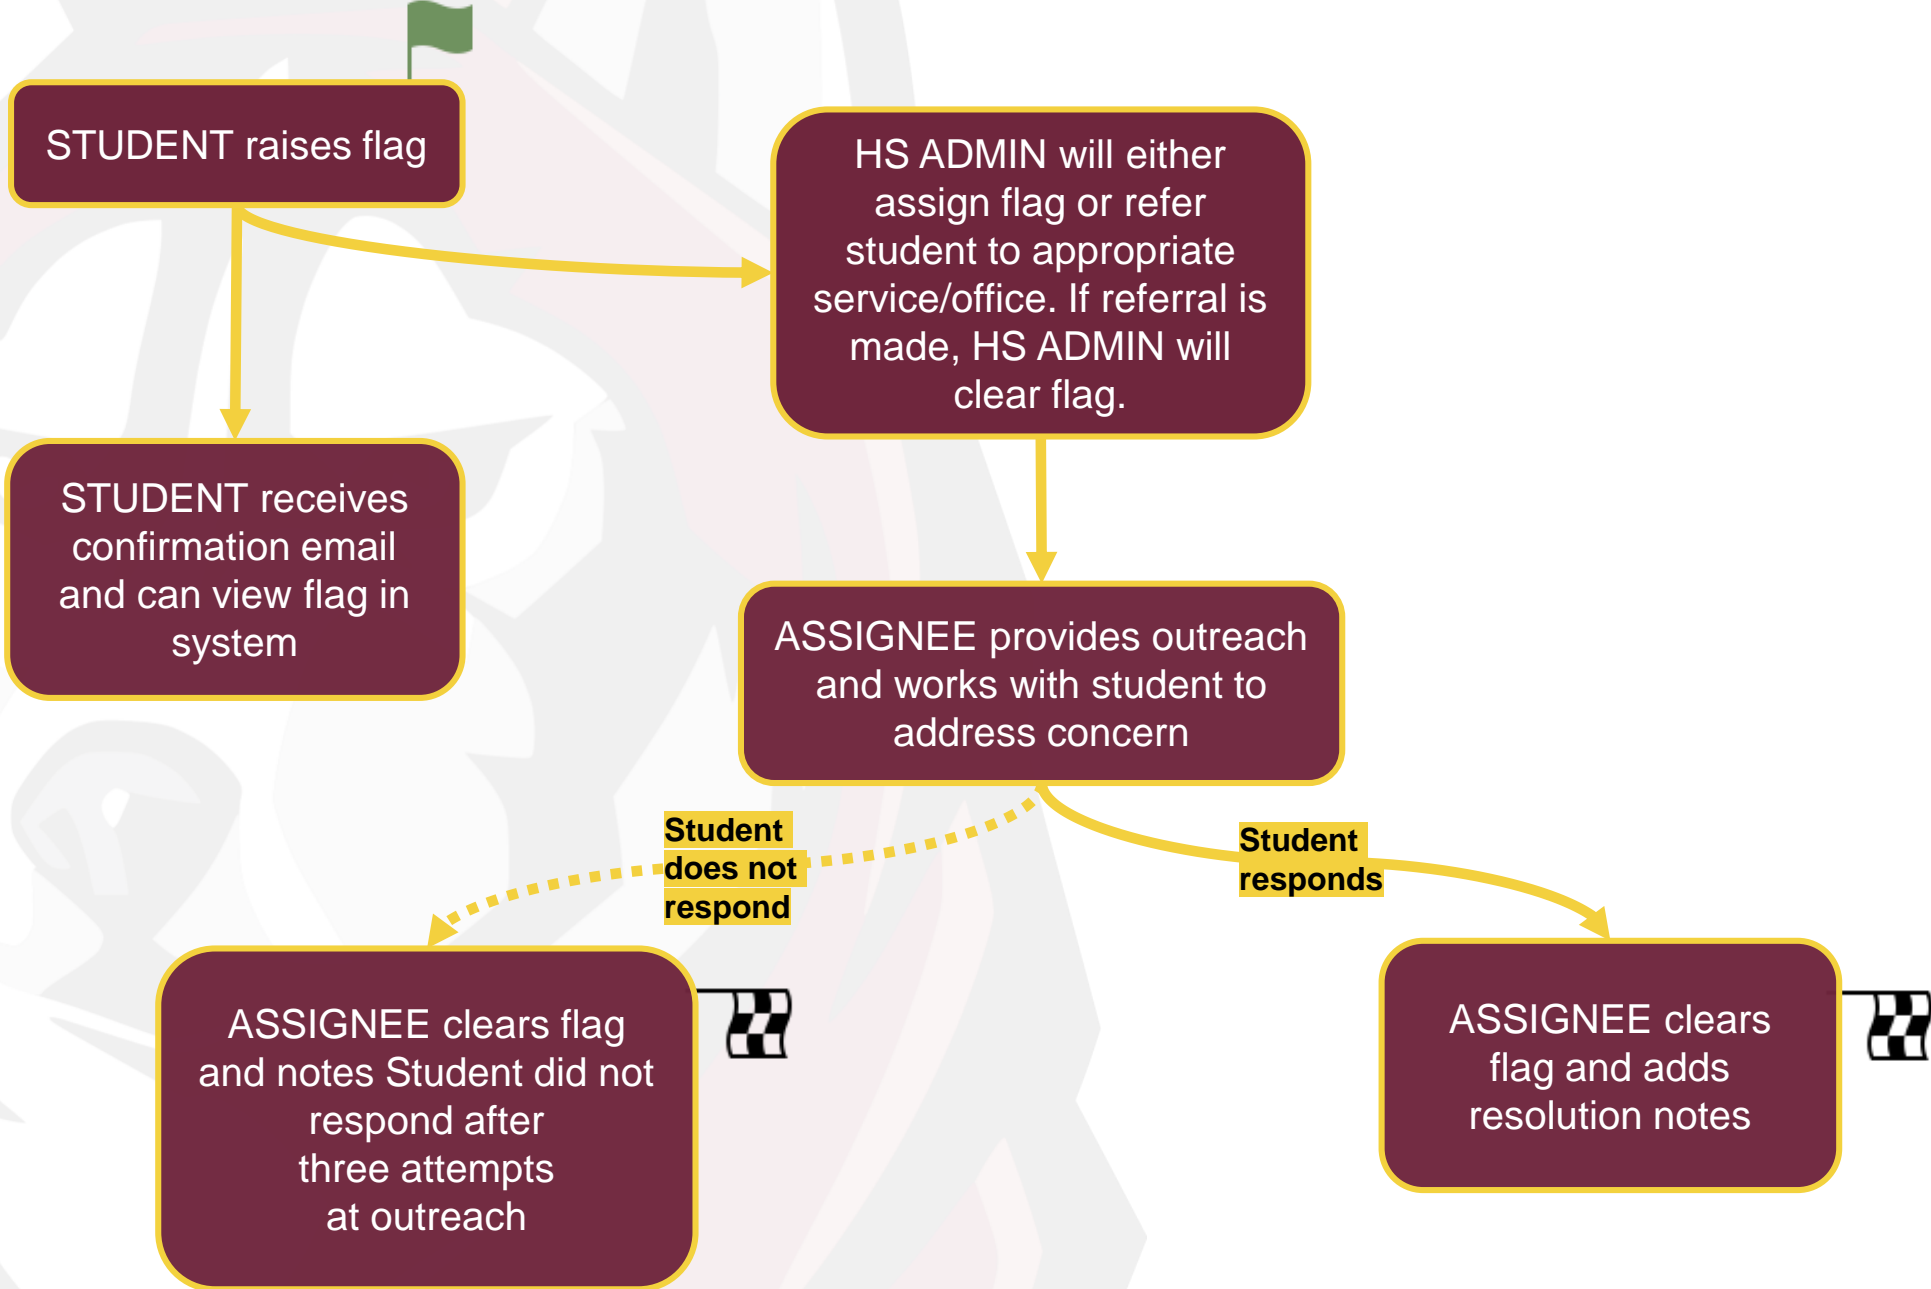 STUDENT raises flag
HS ADMIN will either
assign flag or refer
student to appropriate
service/office. If referral is
made, HS ADMIN will
clear flag.
STUDENT receives
confirmation email
and can view flag in
system
ASSIGNEE provides outreach
and works with student to
address concern
Student
does not
respond
Student
responds
ASSIGNEE clears flag
and notes Student did not
respond after
three attempts
at outreach
ASSIGNEE clears
flag and adds
resolution notes